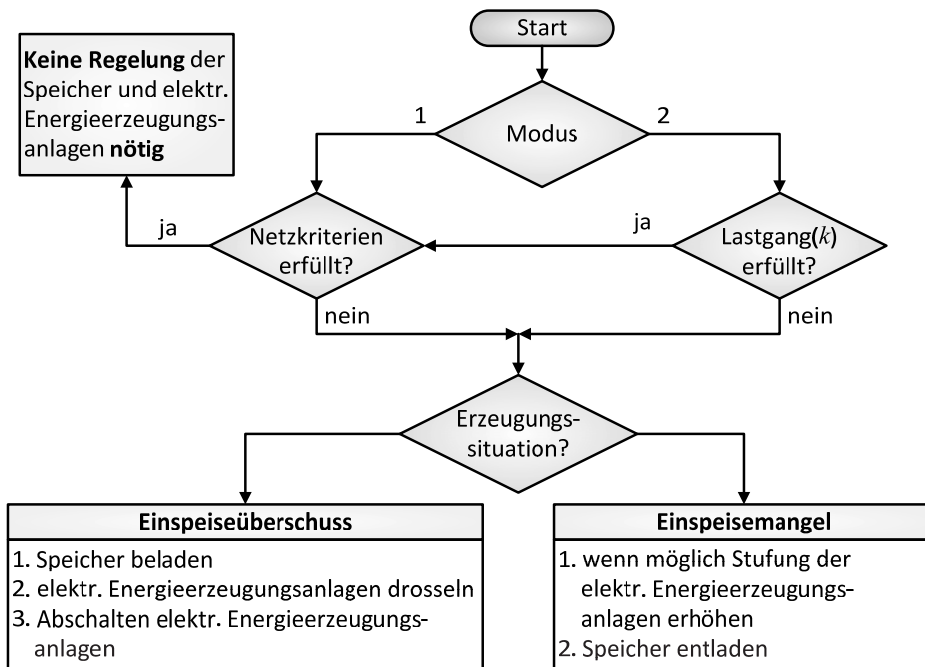 Start
Keine Regelung der
Speicher und elektr.
Energieerzeugungs-
anlagen nötig
1
Modus
2
ja
Netzkriterien
erfüllt?
ja
Lastgang(k)
erfüllt?
nein
nein
Erzeugungs-
situation?
Einspeiseüberschuss
1. Speicher beladen
2. elektr. Energieerzeugungsanlagen drosseln
3. Abschalten elektr. Energieerzeugungs-
anlagen
Einspeisemangel
1. wenn möglich Stufung der
elektr. Energieerzeugungs-
anlagen erhöhen
2. Speicher entladen